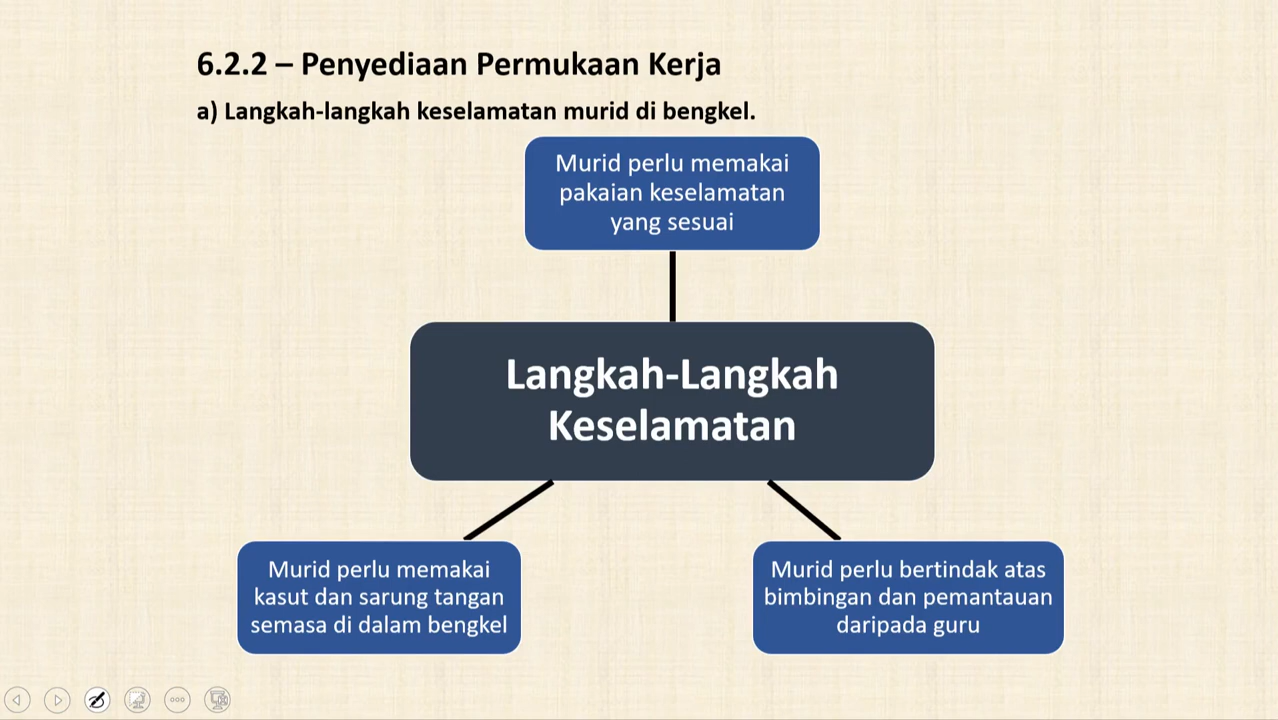 6.2.2 – Penyediaan Permukaan Kerja
a) Langkah-langkah keselamatan murid di bengkel.
Murid perlu memakai
pakaian keselamatan
yang sesuai
Langkah-Langkah
Keselamatan
Murid perlu memakai
kasut dan sarung tangan
semasa di dalam bengkel
Murid perlu bertindak atas
bimbingan dan pemantauan
daripada guru